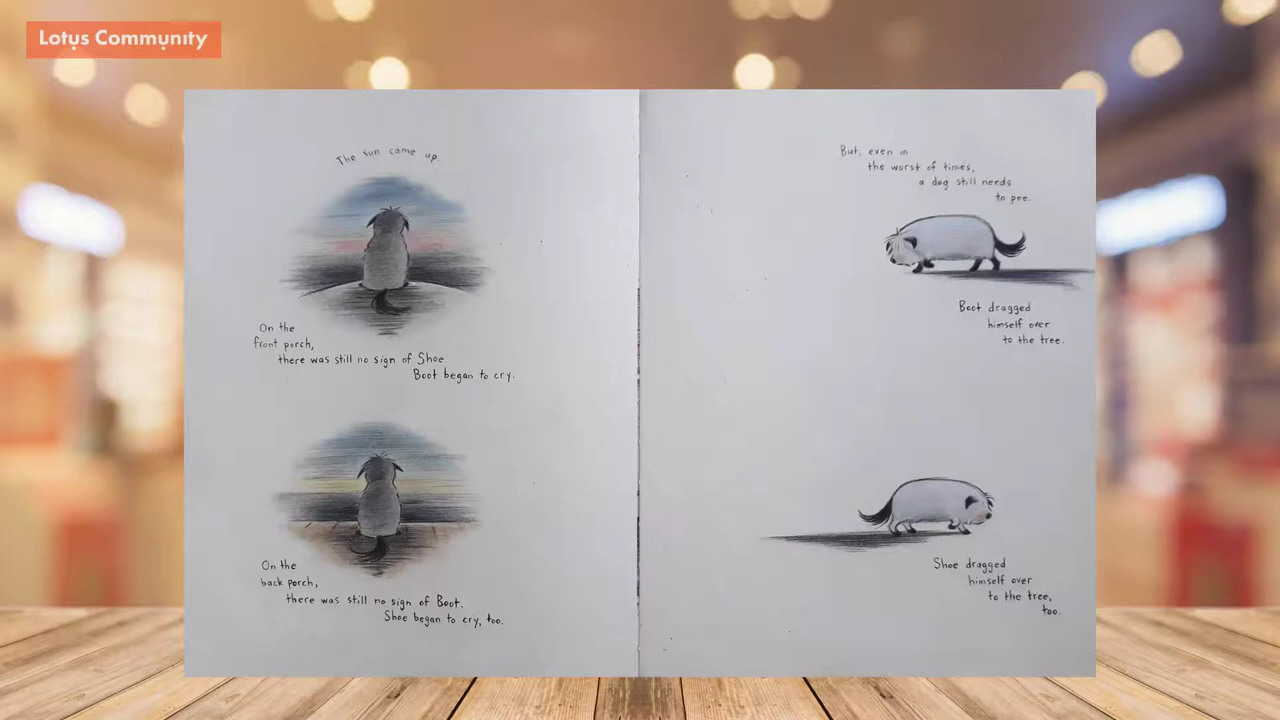 Lotus Community
The sun came up.
On the
front porch,
there was still no sign of Shoe.
Boot began to cry.
On the
back porch,
there was still no sign of Boot.
Shoe began to cry, too.
But, even in
the worst of times,
a dog still needs
to pee.
Boot dragged
himself over
to the tree.
Shoe dragged
himself over
to the tree,
too.